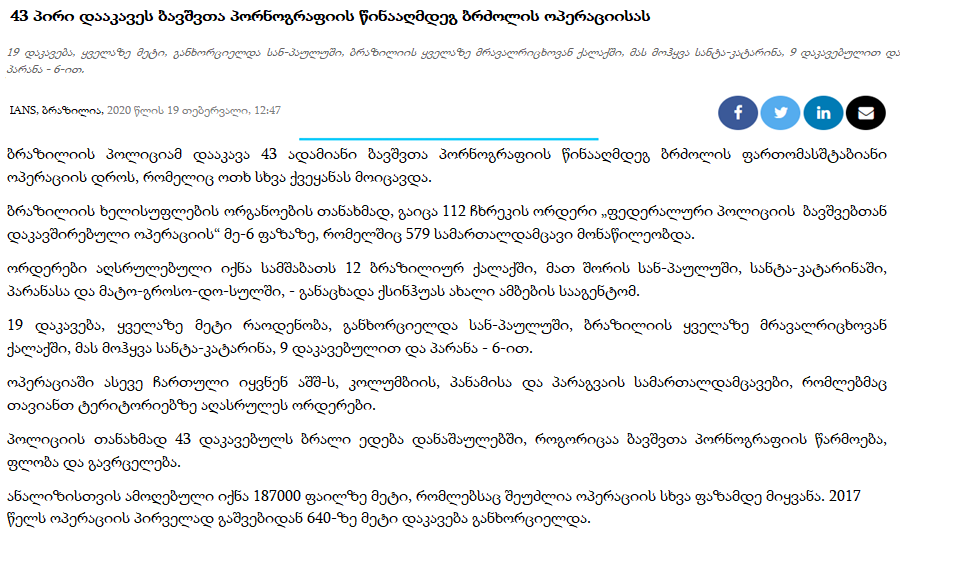 43 პირი დააკავეს ბავშვთა პორნოგრაფიის წინააღმდეგ ბრძოლის ოპერაციისას
19 დაკავება, ყველაზე მეტი, განხორციელდა სან-პაულუში, ბრაზილიის ყველაზე მრავალრიცხოვან ქალაქში, მას მოჰყვა სანტა-კატარინა, 9 დაკავებულით და
პარანა - 6-ით.
IANS, ბრაზილია, 2020 წლის 19 თებერვალი, 12:47
ბრაზილიის პოლიციამ დააკავა 43 ადამიანი ბავშვთა პორნოგრაფიის წინააღმდეგ ბრძოლის ფართომასშტაბიანი
ოპერაციის დროს, რომელიც ოთხ სხვა ქვეყანას მოიცავდა.
ბრაზილიის ხელისუფლების ორგანოების თანახმად, გაიცა 112 ჩხრეკის ორდერი „ფედერალური პოლიციის ბავშვებთან
დაკავშირებული ოპერაციის“ მე-6 ფაზაზე, რომელშიც 579 სამართალდამცავი მონაწილეობდა.
ორდერები აღსრულებული იქნა სამშაბათს 12 ბრაზილიურ ქალაქში, მათ შორის სან-პაულუში, სანტა-კატარინაში,
პარანასა და მატო-გროსო-დო-სულში, - განაცხადა ქსინჰუას ახალი ამბების სააგენტომ.
19 დაკავება, ყველაზე მეტი რაოდენობა, განხორციელდა სან-პაულუში, ბრაზილიის ყველაზე მრავალრიცხოვან
ქალაქში, მას მოჰყვა სანტა-კატარინა, 9 დაკავებულით და პარანა - 6-ით.
ოპერაციაში ასევე ჩართული იყვნენ აშშ-ს, კოლუმბიის, პანამისა და პარაგვაის სამართალდამცავები, რომლებმაც
თავიანთ ტერიტორიებზე აღასრულეს ორდერები.
პოლიციის თანახმად 43 დაკავებულს ბრალი ედება დანაშაულებში, როგორიცაა ბავშვთა პორნოგრაფიის წარმოება,
ფლობა და გავრცელება.
ანალიზისთვის ამოღებული იქნა 187000 ფაილზე მეტი, რომლებსაც შეუძლია ოპერაციის სხვა ფაზამდე მიყვანა. 2017
წელს ოპერაციის პირველად გაშვებიდან 640-ზე მეტი დაკავება განხორციელდა.